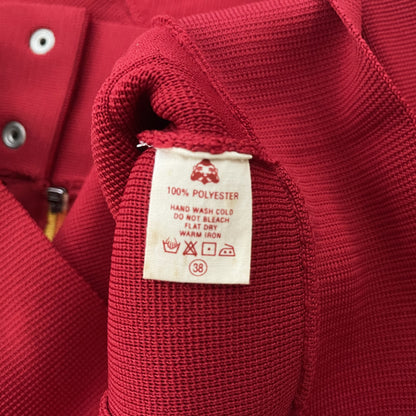 100% POLYESTER
HAND WASH COLD
DO NOT BLEACH
FLAT DRY
WARM IRON
38